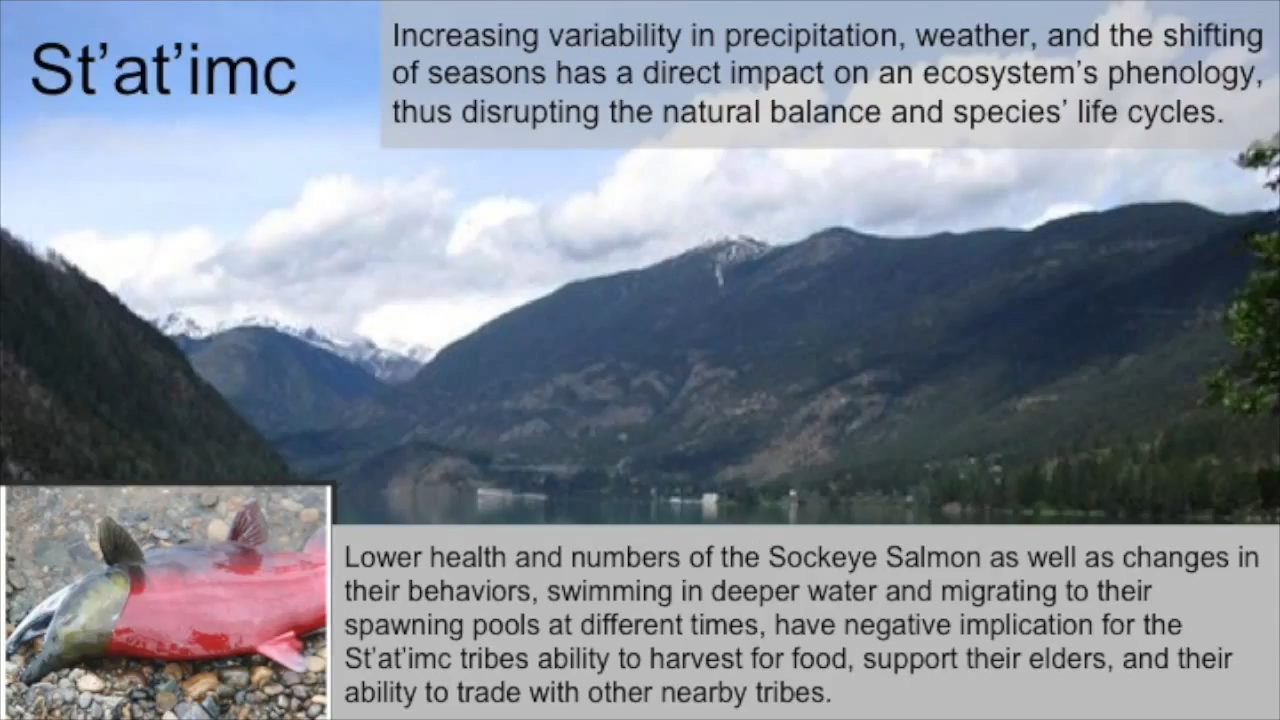 St’at’imc
Increasing variability in precipitation, weather, and the shifting
of seasons has a direct impact on an ecosystem’s phenology,
thus disrupting the natural balance and species’ life cycles.
Lower health and numbers of the Sockeye Salmon as well as changes in
their behaviors, swimming in deeper water and migrating to their
spawning pools at different times, have negative implication for the
St’at’imc tribes ability to harvest for food, support their elders, and their
ability to trade with other nearby tribes.